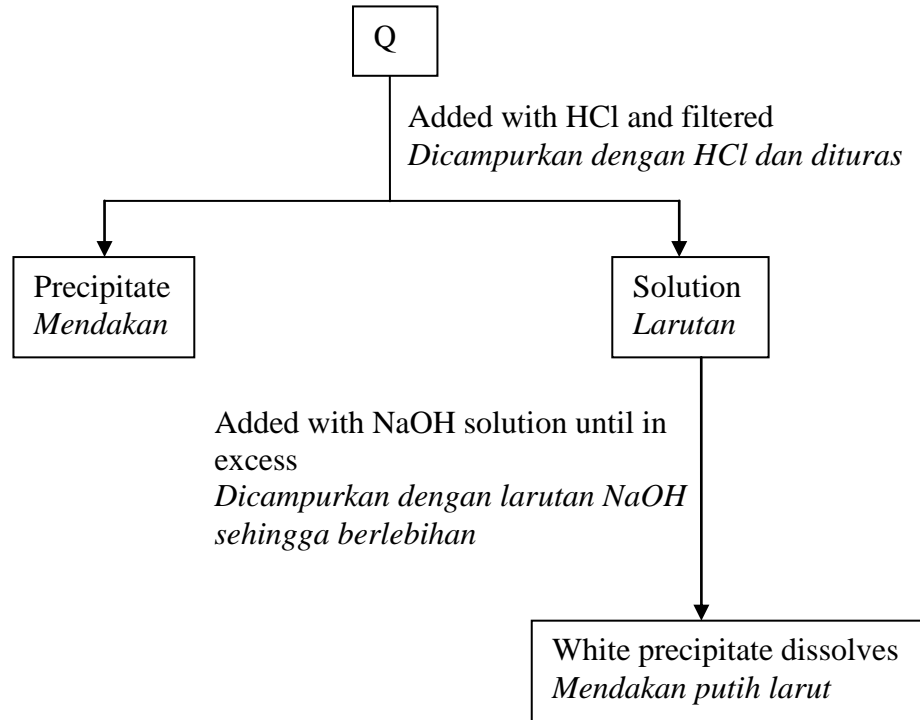 Q
Added with HCl and filtered
Dicampurkan dengan HCl dan dituras
Precipitate
Mendakan
Solution
Larutan
Added with NaOH solution until in
excess
Dicampurkan dengan larutan NaOH
sehingga berlebihan
White precipitate dissolves
Mendakan putih larut